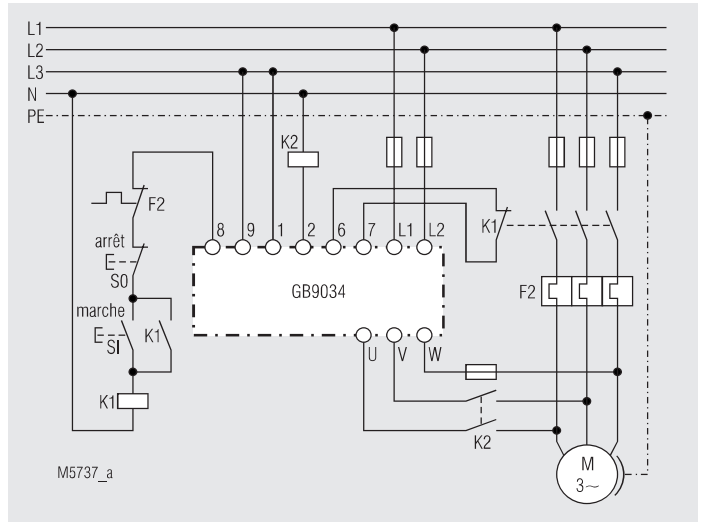 L1
L2
L3
N
PE
K2
F2
8
9
1
2
6
7
L1
L2
K1
arrêt
E
S0
GB9034
F2
marche
E
SI
K1
U
V
W
K1
K2
M
3~
M5737_a